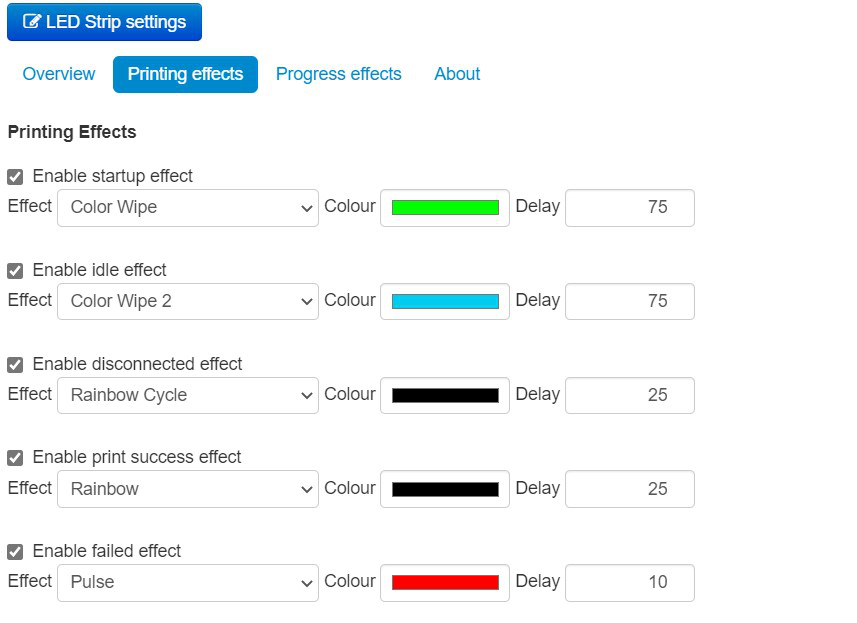 LED Strip settings
Overview Printing effects Progress effects About
Printing Effects
Enable startup effect
Effect Color Wipe Colour Delay 75
Enable idle effect
Effect Color Wipe 2 Colour Delay 75
Enable disconnected effect
Effect Rainbow Cycle Colour Delay 25
Enable print success effect
Effect Rainbow Colour Delay 25
Enable failed effect
Effect Pulse Colour Delay 10